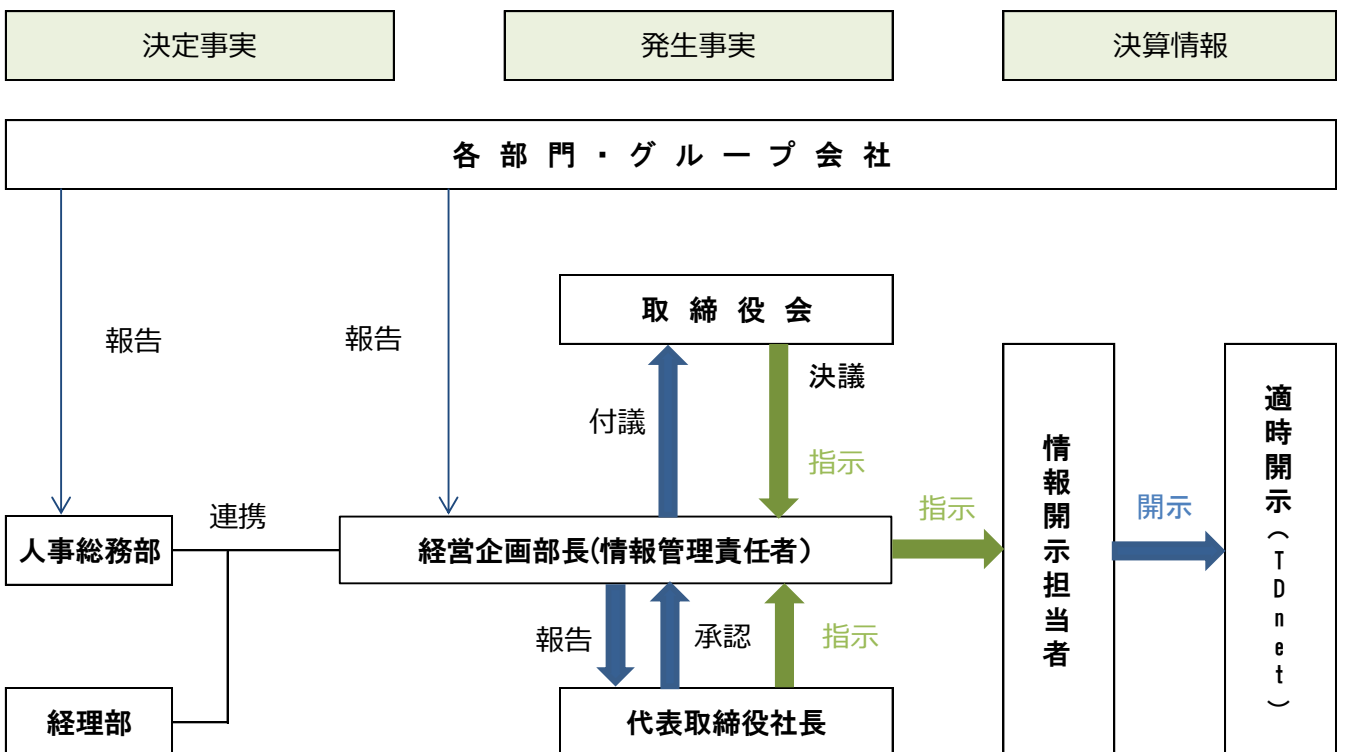 決定事実
発生事実
決算情報
各部門・グループ会社
報告
報告
取締役会
決議
付議
指示
連携
人事総務部
経営企画部長(情報管理責任者)
指示
情報開示担当者
開示
適時開示(TDnet)
報告
承認
指示
経理部
代表取締役社長